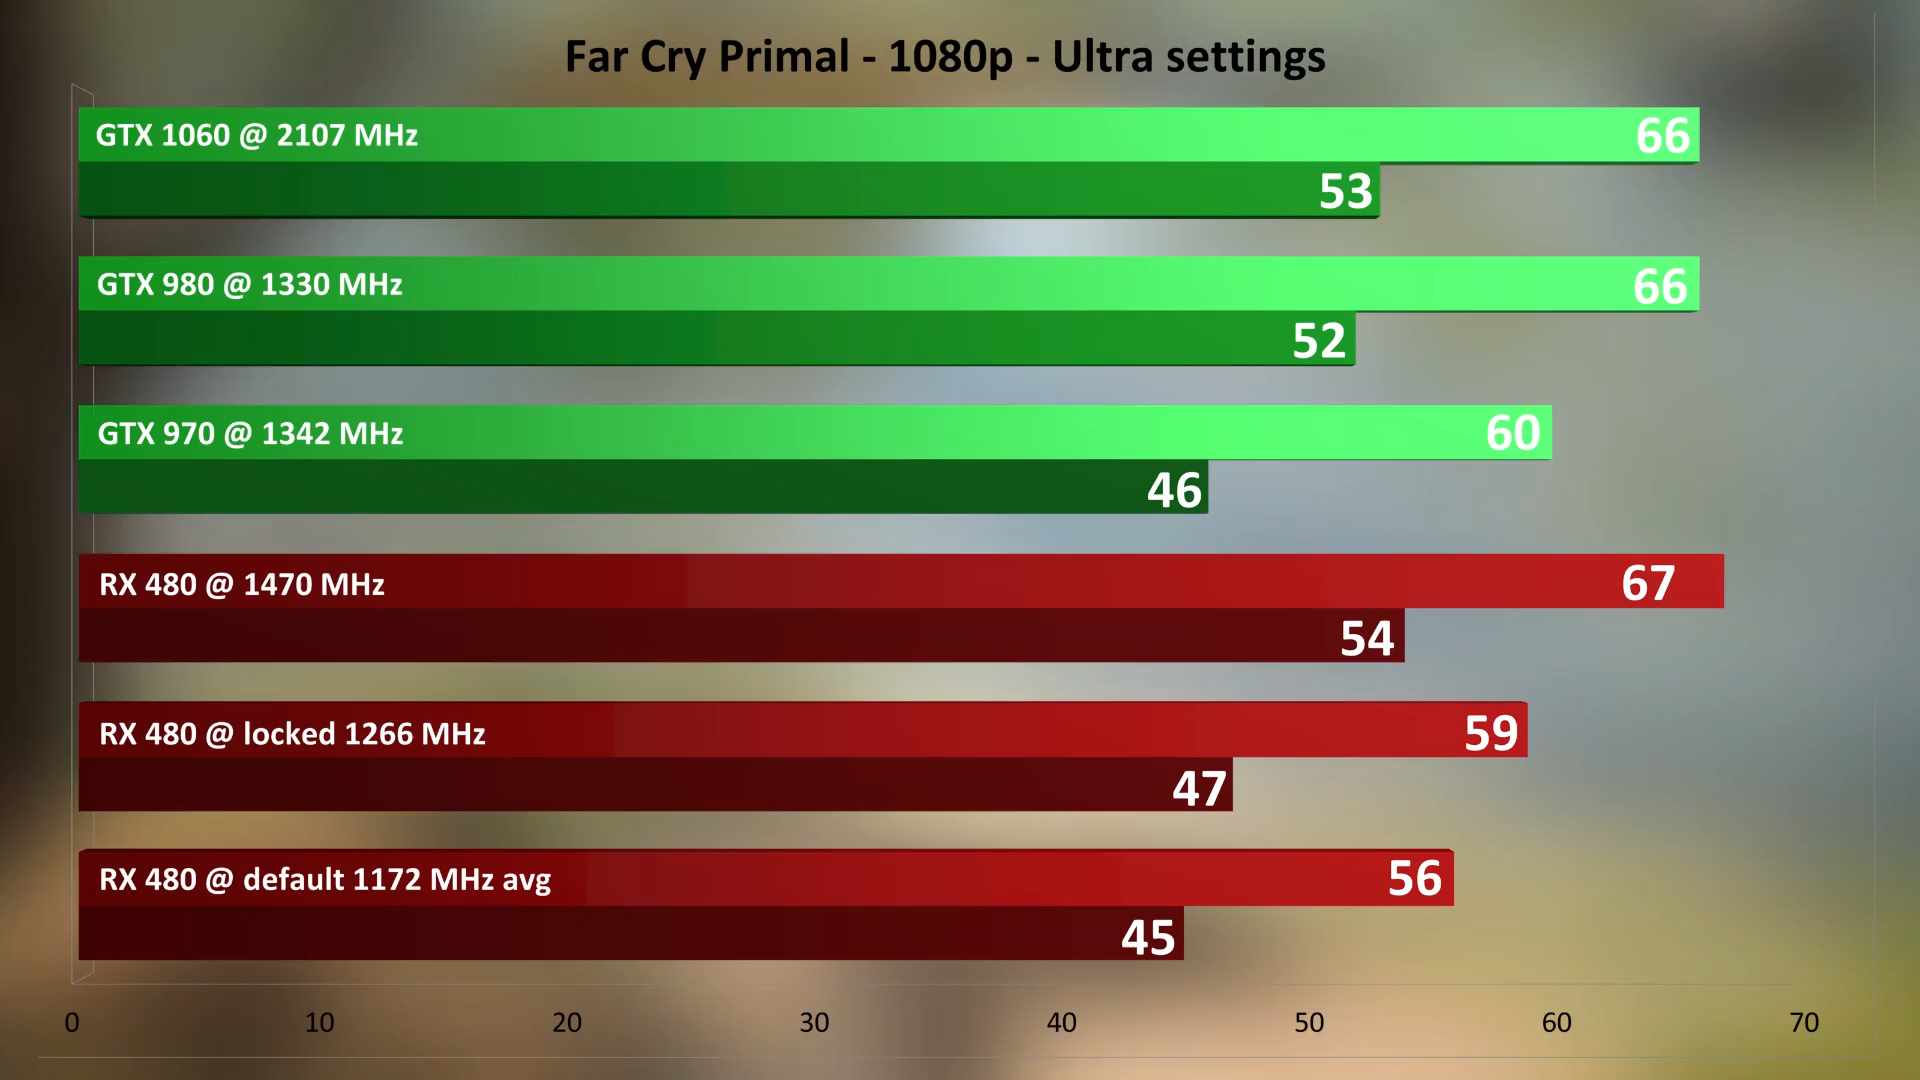 Far Cry Primal - 1080p - Ultra settings
GTX 1060 @ 2107 MHz 66
53
GTX 980 @ 1330 MHz 66
52
GTX 970 @ 1342 MHz 60
46
RX 480 @ 1470 MHz 67
54
RX 480 @ locked 1266 MHz 59
47
RX 480 @ default 1172 MHz avg 56
45
0 10 20 30 40 50 60 70